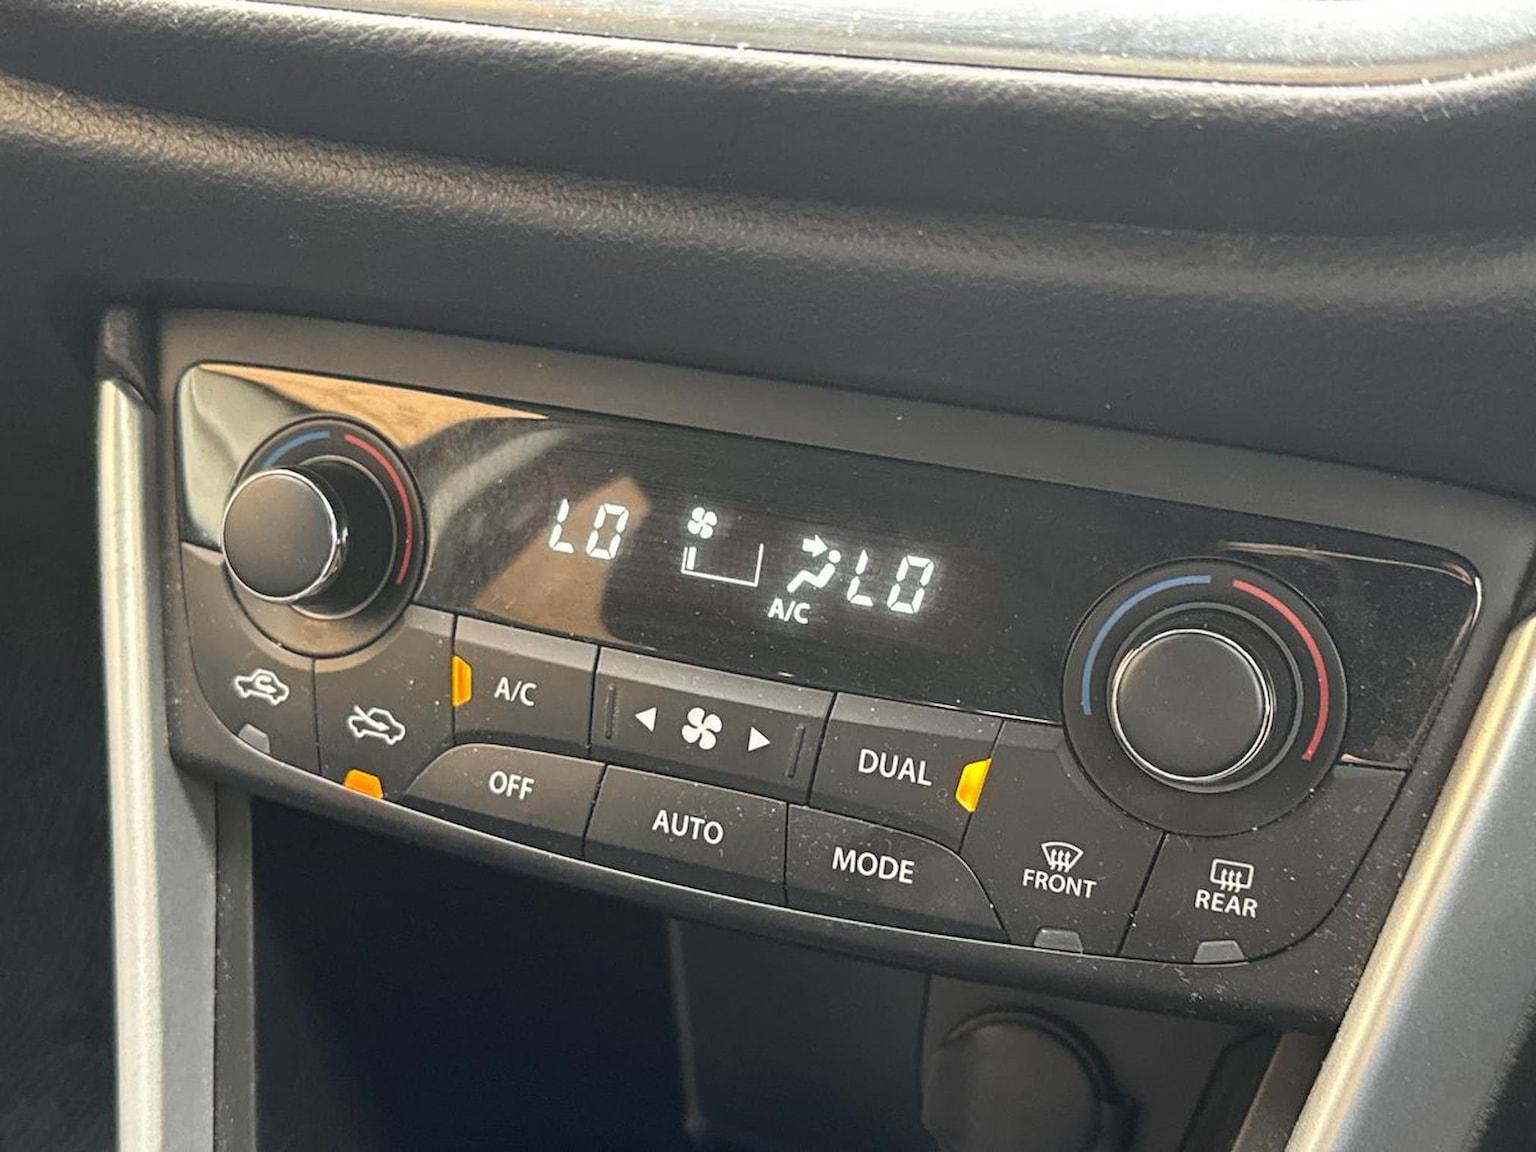 LO LO
A/C
A/C
DUAL
OFF
AUTO
MODE
FRONT
REAR